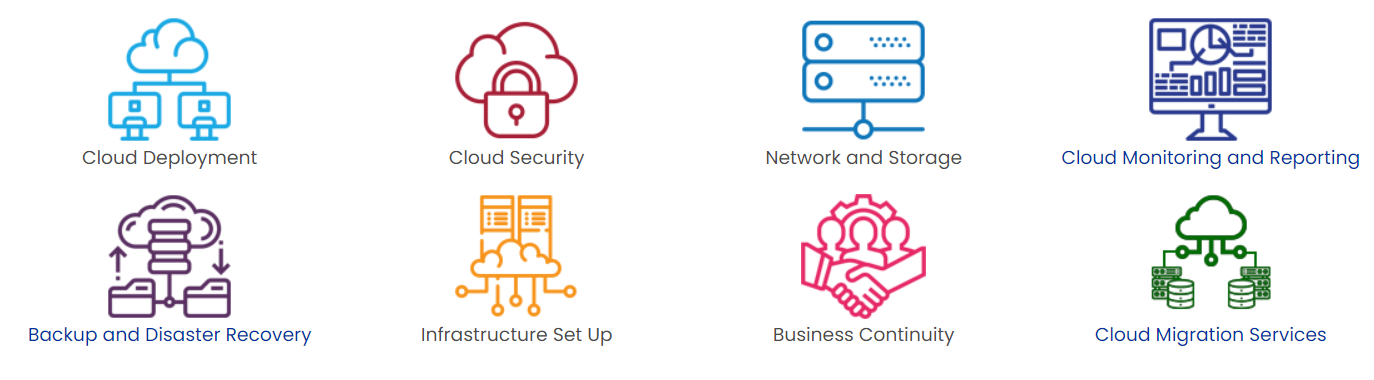 Cloud Deployment
Cloud Security
Network and Storage
Cloud Monitoring and Reporting
Backup and Disaster Recovery
Infrastructure Set Up
Business Continuity
Cloud Migration Services